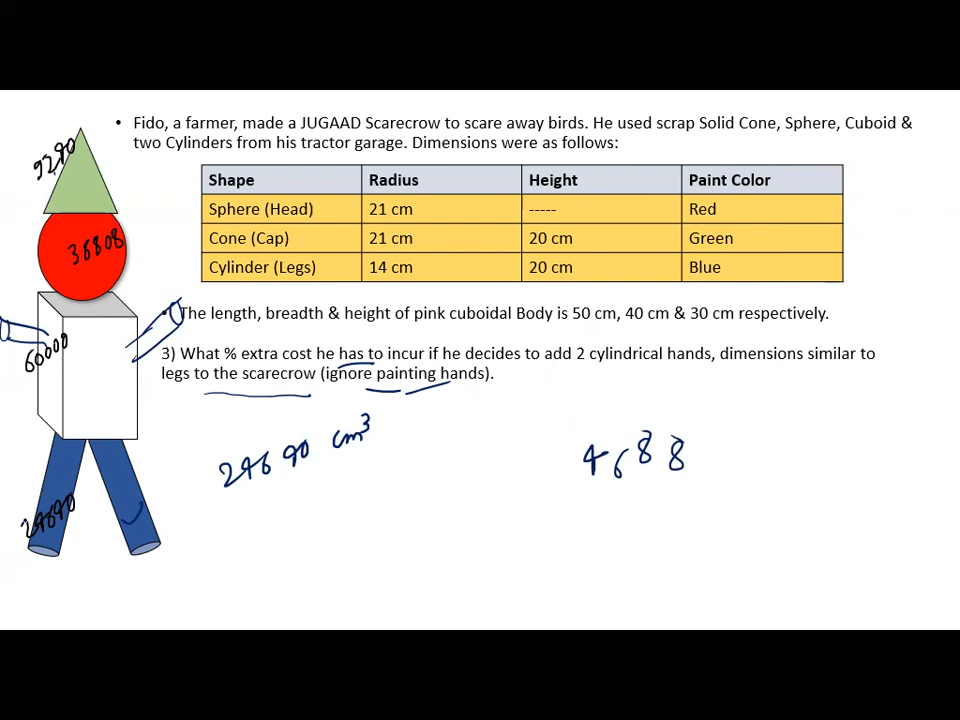 • Fido, a farmer, made a JUGAAD Scarecrow to scare away birds. He used scrap Solid Cone, Sphere, Cuboid &
two Cylinders from his tractor garage. Dimensions were as follows:
Shape Radius Height Paint Color
Sphere (Head) 21 cm ----- Red
Cone (Cap) 21 cm 20 cm Green
Cylinder (Legs) 14 cm 20 cm Blue
• The length, breadth & height of pink cuboidal Body is 50 cm, 40 cm & 30 cm respectively.
3) What % extra cost he has to incur if he decides to add 2 cylindrical hands, dimensions similar to
legs to the scarecrow (ignore painting hands).
9240
38808
60000
24640
24640 cm³
4688